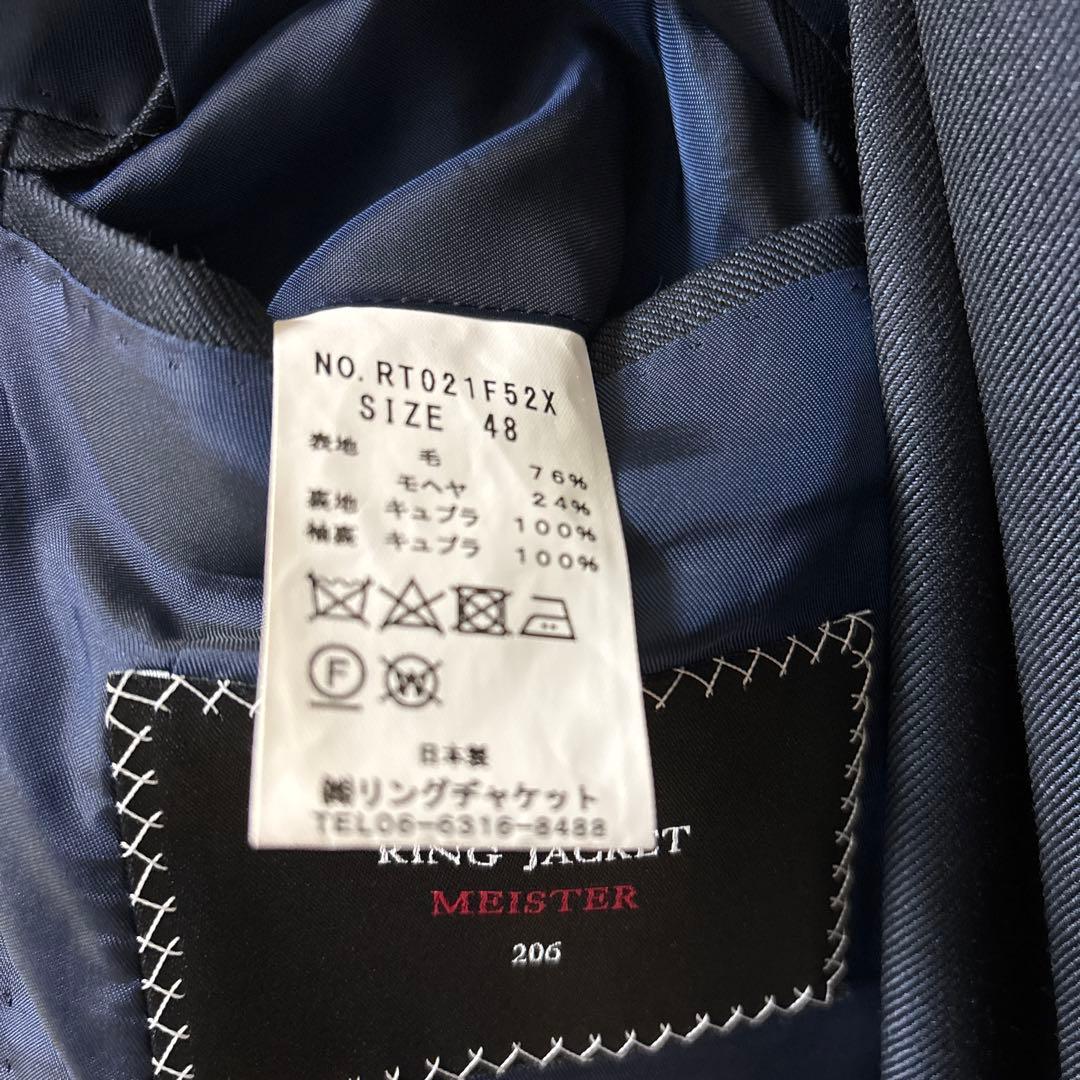 NO.RT021F52X
SIZE 48
表地 毛 76%
モヘヤ 24%
裏地 キュプラ 100%
袖裏 キュプラ 100%
F W
日本製
㈱リングヂャケット
TEL06-6316-8488
RING JACKET
MEISTER
206